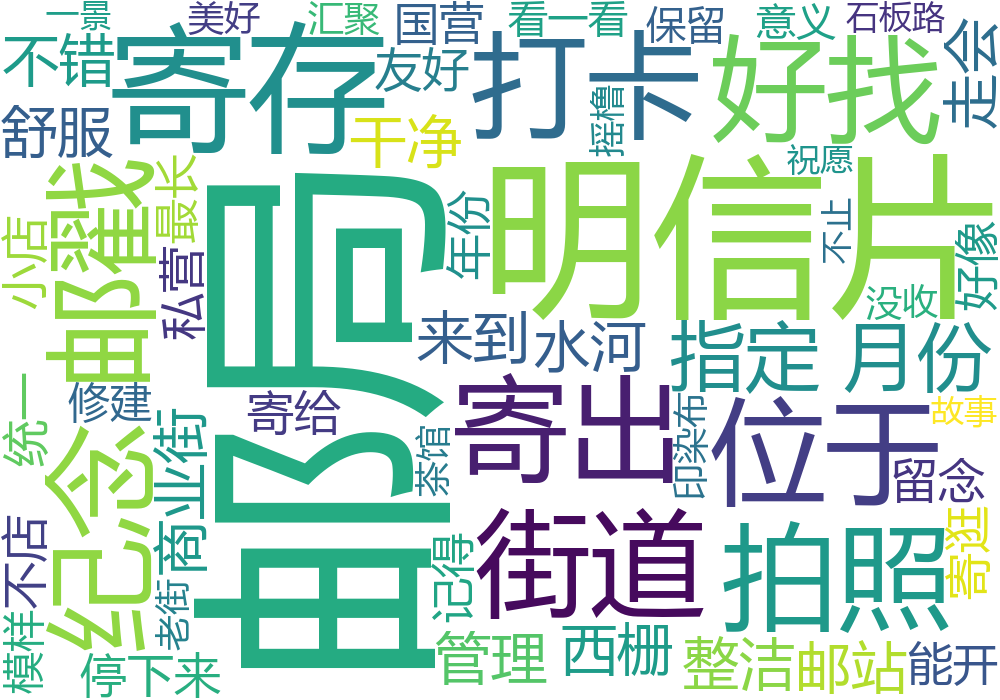 一景
美好
汇聚
国营
看一看
保留
意义
石板路
不错
寄存
友好
打卡
好找
走会
舒服
干净
摇橹
祝愿
邮戳
最长
邮局
年份
明信片
不止
小店
私营
好像
没收
来到
水河
指定
月份
修建
寄给
寄出
位于
故事
统一
纪念
商业街
茶馆
印染布
留念
不店
老街
记得
街道
拍照
寄逛
模样
停下来
管理
西栅
整洁
邮站
能开